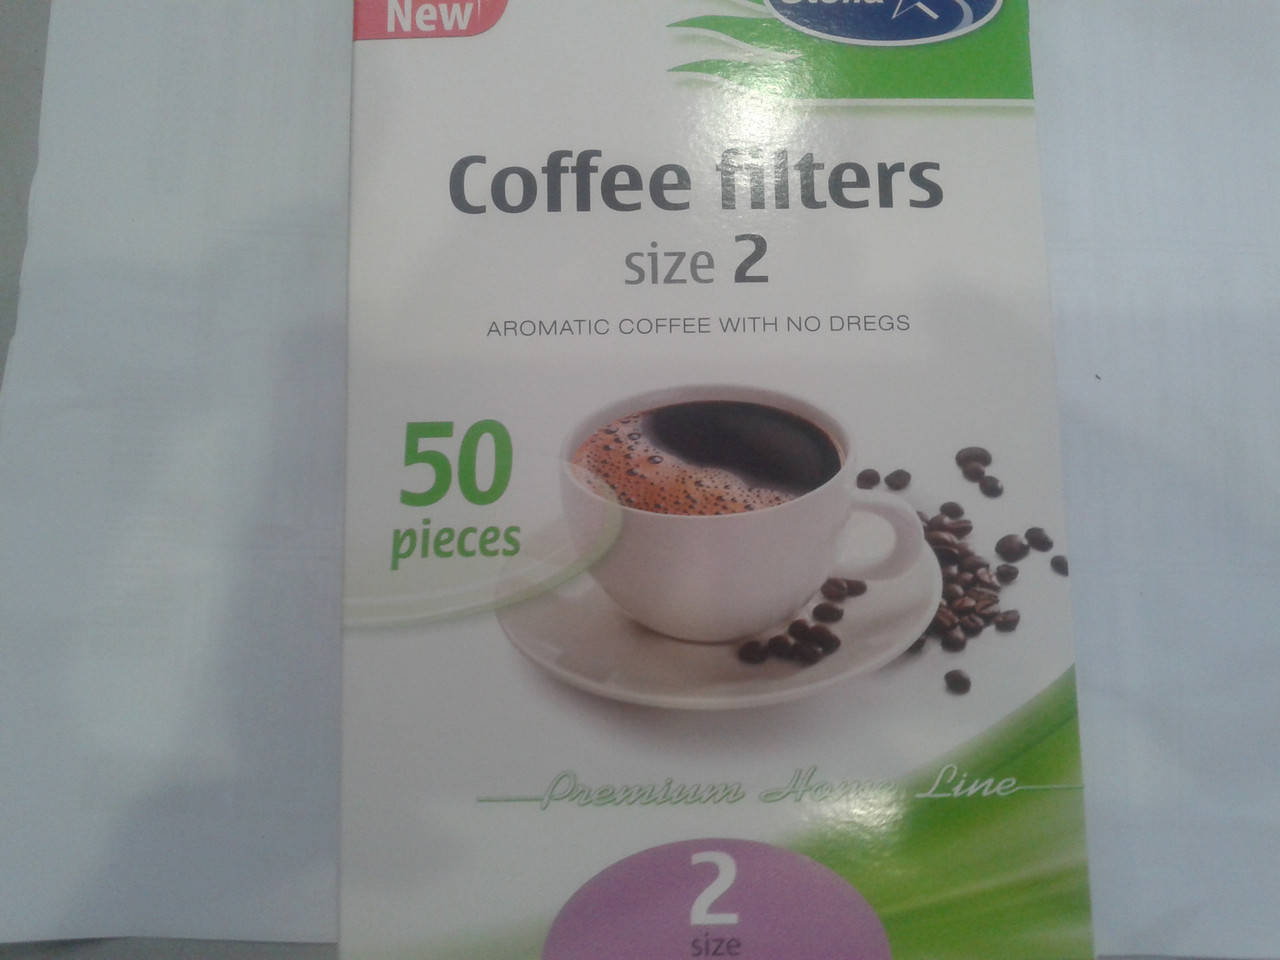 New
Coffee filters
size 2
AROMATIC COFFEE WITH NO DREGS
50
pieces
Premium Home Line
2
size